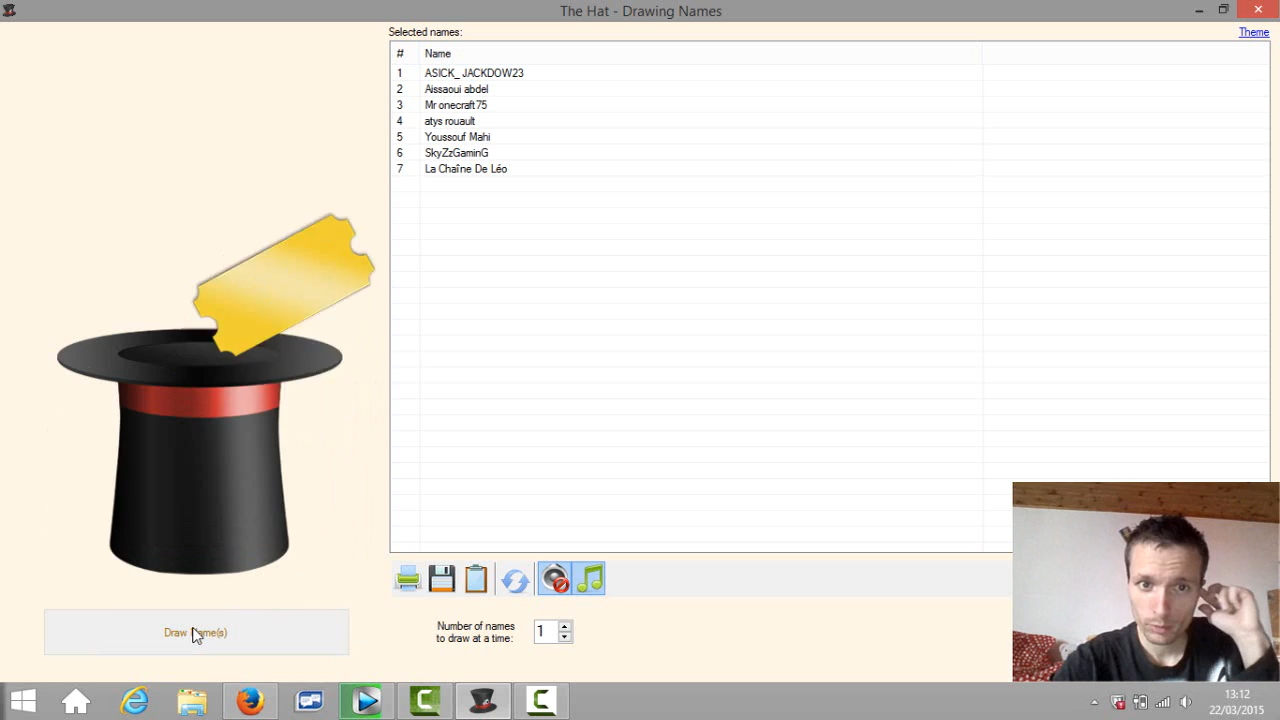 The Hat - Drawing Names
Selected names:
Theme
# Name
1 ASICK_ JACKDOW23
2 Aissaoui abdel
3 Mr onecraft75
4 atys rouault
5 Youssouf Mahi
6 SkyZzGaminG
7 La Chaîne De Léo
Draw Name(s)
Number of names
to draw at a time:
1
13:12
22/03/2015